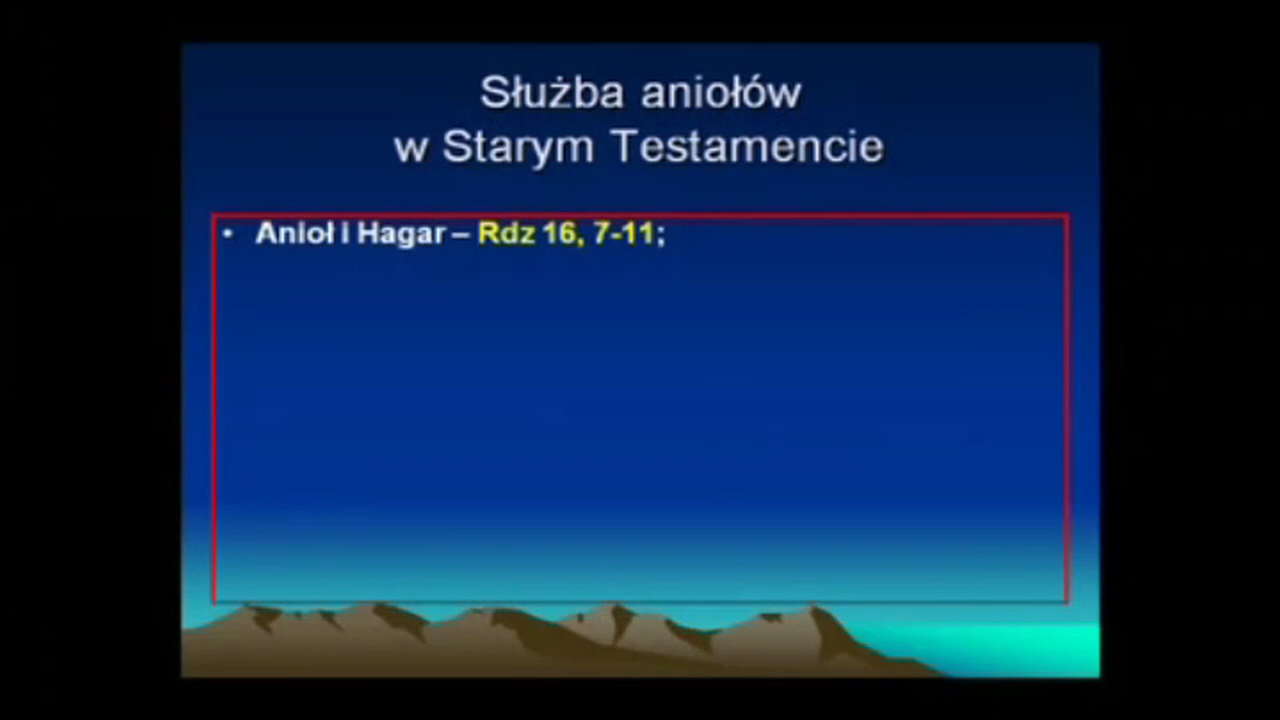 Służba aniołów
w Starym Testamencie
• Anioł i Hagar – Rdz 16, 7-11;